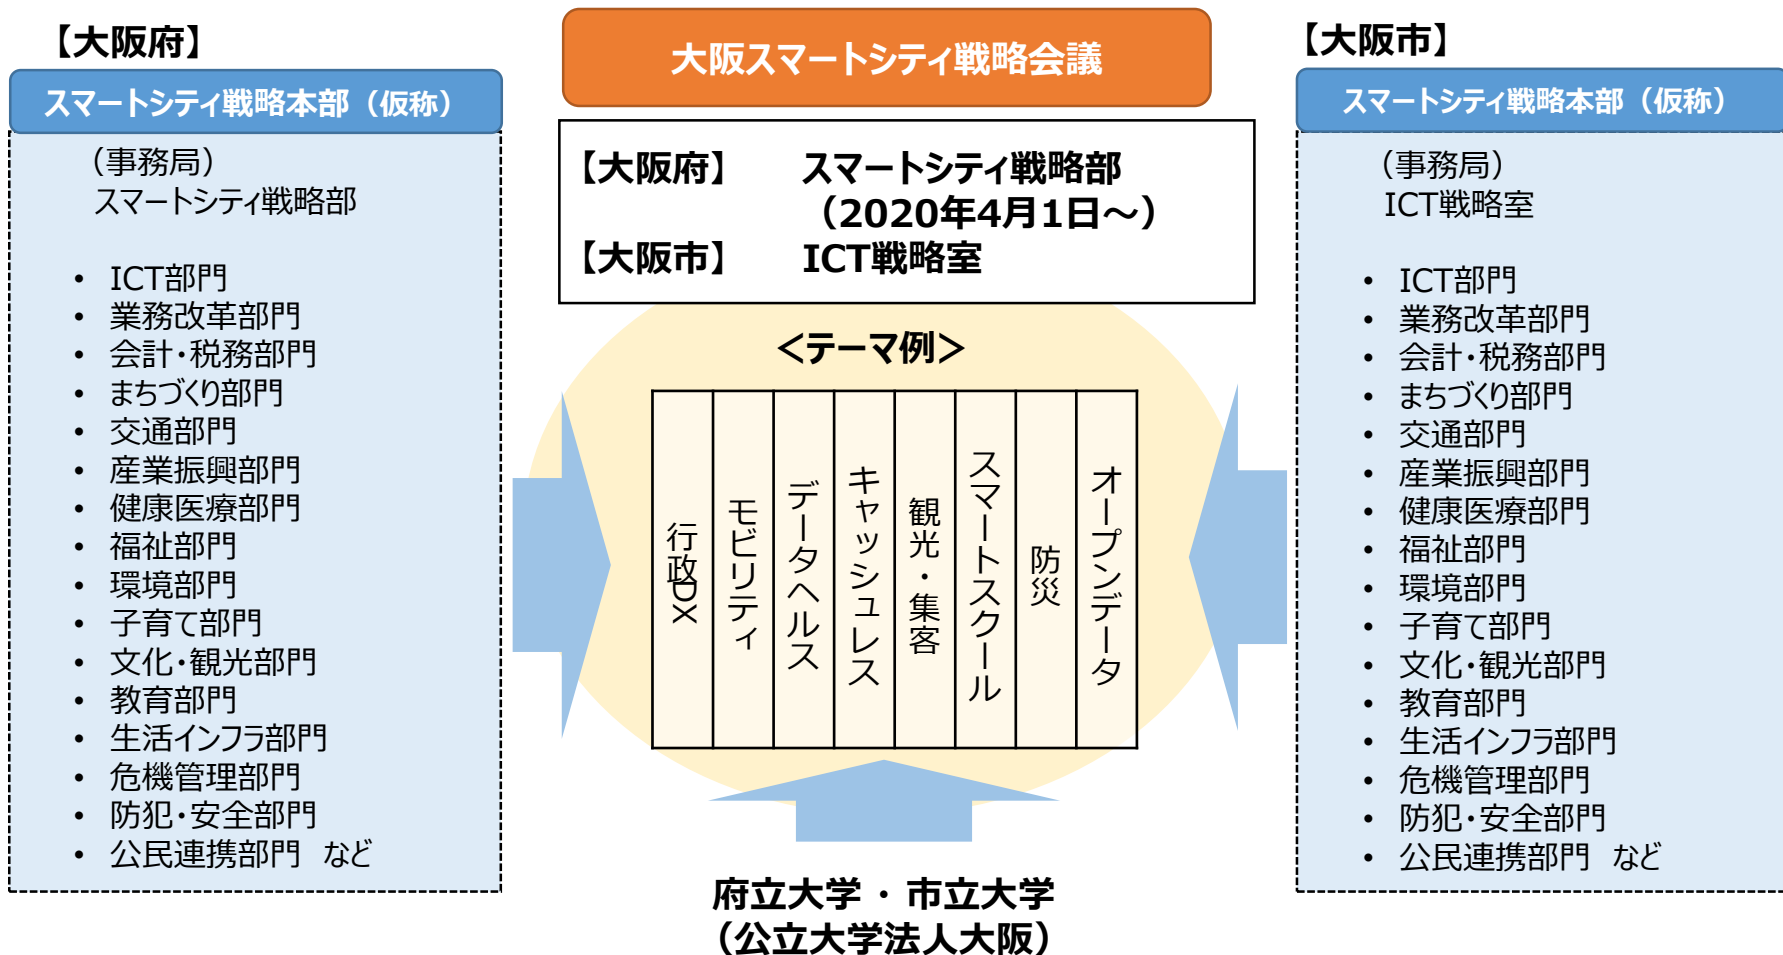 【大阪府】
スマートシティ戦略本部（仮称）
（事務局）
スマートシティ戦略部
• ICT部門
• 業務改革部門
• 会計・税務部門
• まちづくり部門
• 交通部門
• 産業振興部門
• 健康医療部門
• 福祉部門
• 環境部門
• 子育て部門
• 文化・観光部門
• 教育部門
• 生活インフラ部門
• 危機管理部門
• 防犯・安全部門
• 公民連携部門　など
大阪スマートシティ戦略会議
【大阪府】　スマートシティ戦略部
（2020年4月1日～）
【大阪市】　ICT戦略室
＜テーマ例＞
行政DX
モビリティ
データヘルス
キャッシュレス
観光・集客
スマートスクール
防災
オープンデータ
府立大学・市立大学
（公立大学法人大阪）
【大阪市】
スマートシティ戦略本部（仮称）
（事務局）
ICT戦略室
• ICT部門
• 業務改革部門
• 会計・税務部門
• まちづくり部門
• 交通部門
• 産業振興部門
• 健康医療部門
• 福祉部門
• 環境部門
• 子育て部門
• 文化・観光部門
• 教育部門
• 生活インフラ部門
• 危機管理部門
• 防犯・安全部門
• 公民連携部門　など